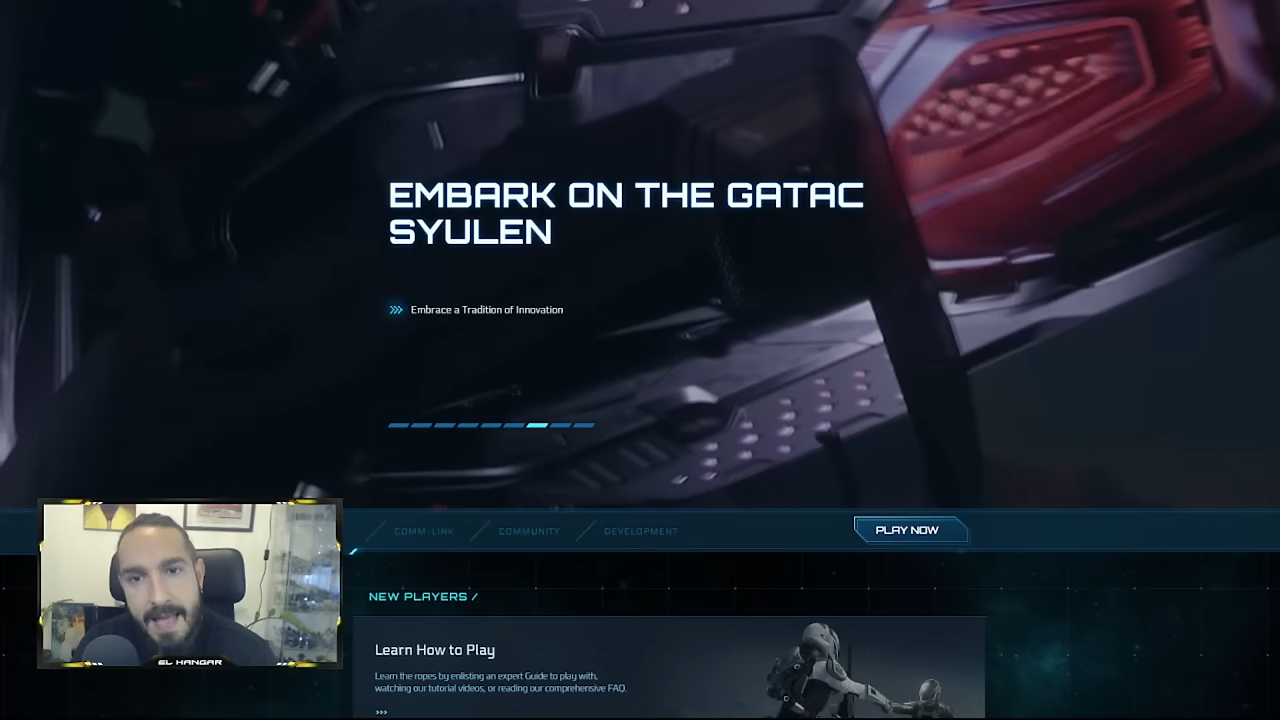 EMBARK ON THE GATAC
SYULEN
Embrace a Tradition of Innovation
COMM-LINK
COMMUNITY
DEVELOPMENT
PLAY NOW
NEW PLAYERS /
Learn How to Play
Learn the ropes by enlisting an expert Guide to play with,
watching our tutorial videos, or reading our comprehensive FAQ.
EL HANGAR